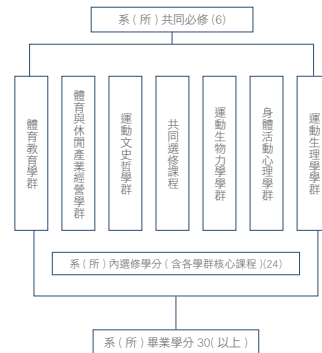 系(所)共同必修(6)
體育教育學群
體育與休閒產業經營學群
運動文史哲學群
共同選修課程
運動生物力學學群
身體活動心理學群
運動生理學學群
系(所)內選修學分(含各學群核心課程)(24)
系(所)畢業學分30(以上)